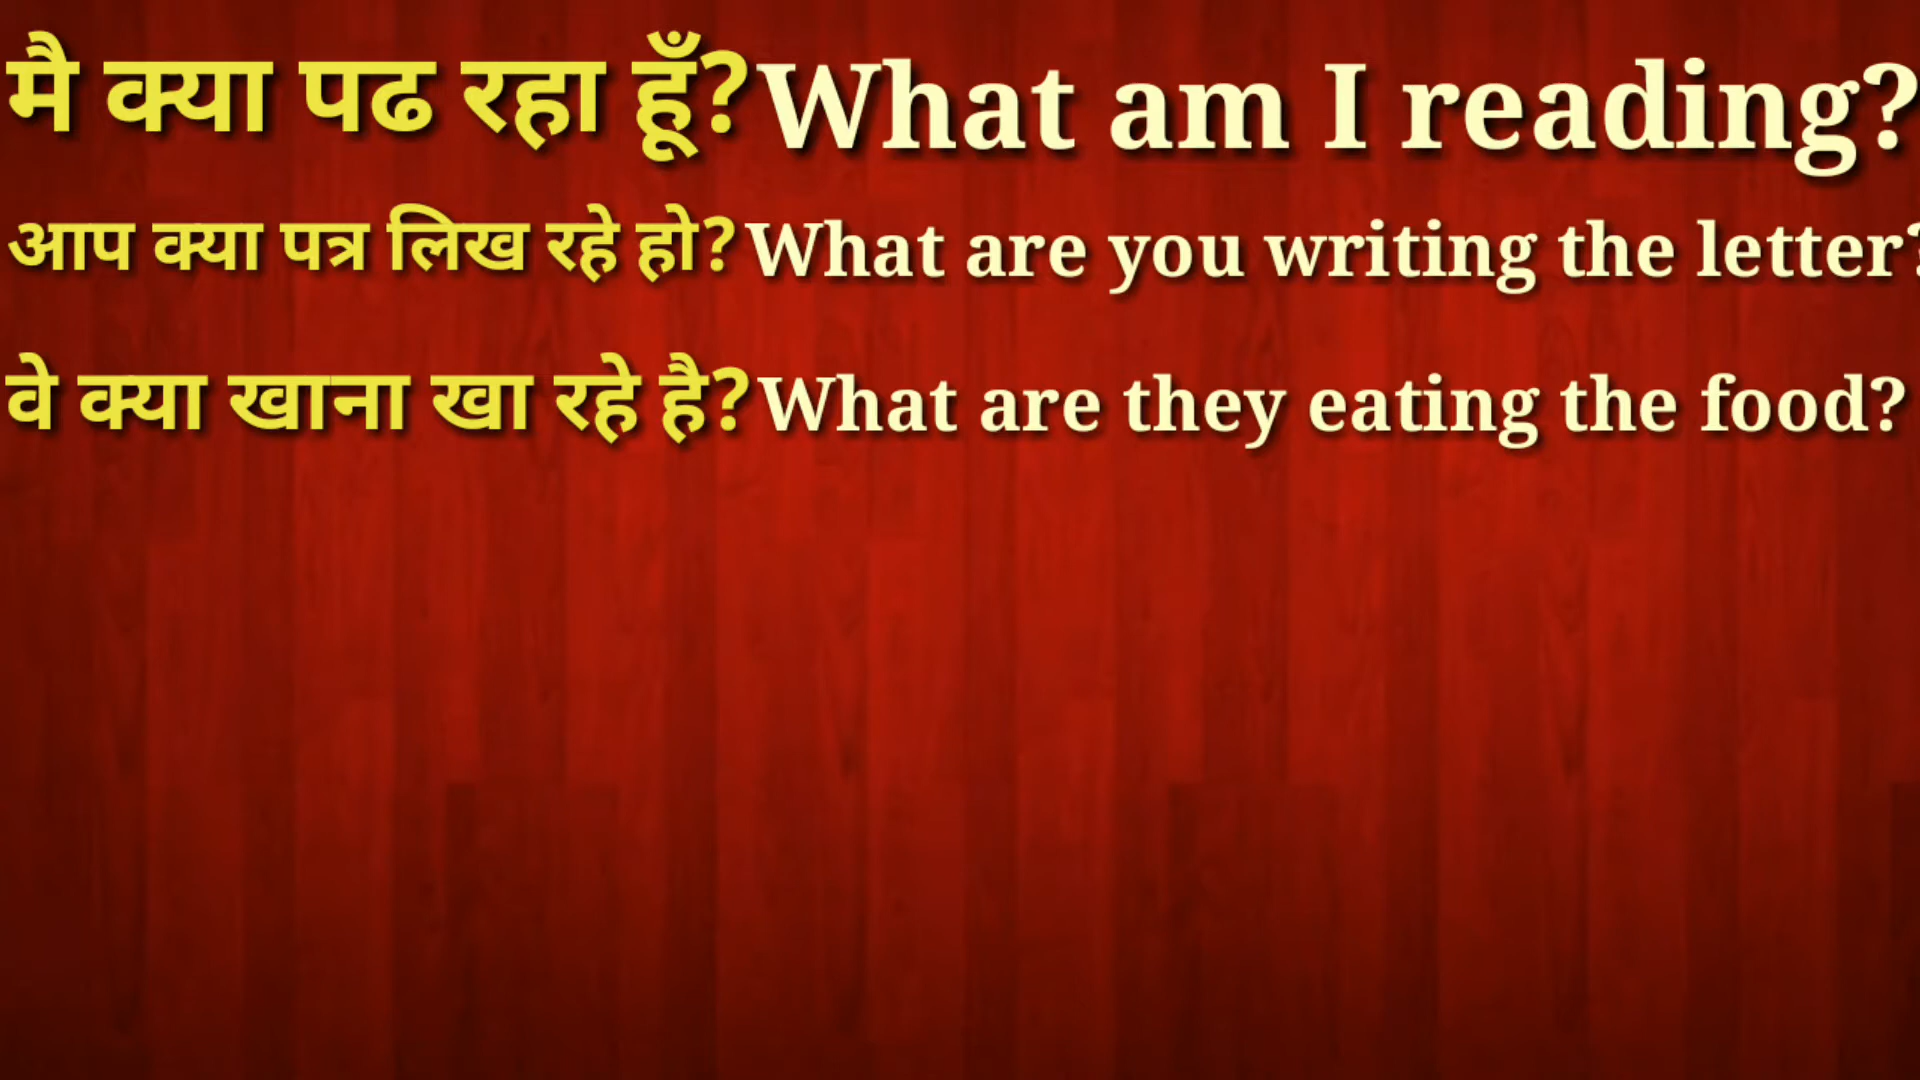 मै क्या पढ रहा हूँ? What am I reading?
आप क्या पत्र लिख रहे हो? What are you writing the letter?
वे क्या खाना खा रहे है? What are they eating the food?